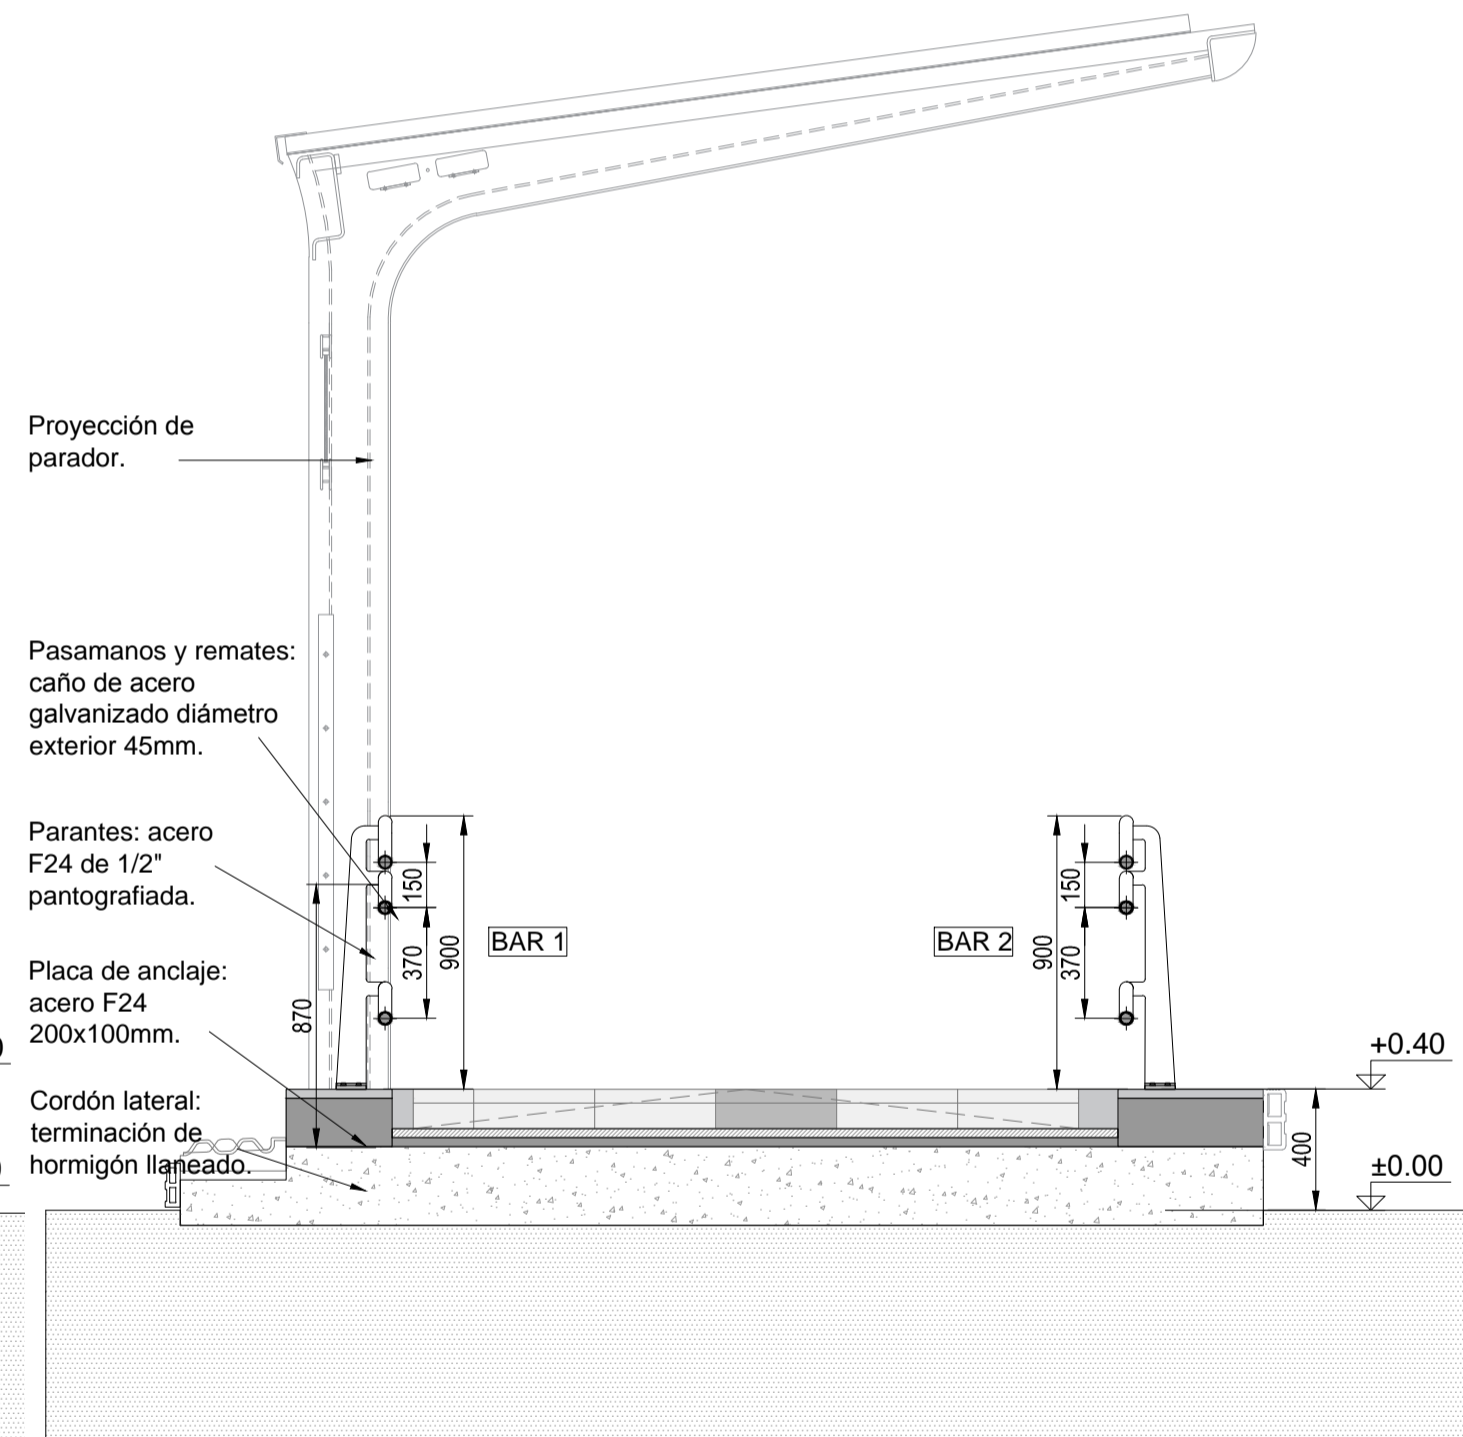 Proyección de
parador.
Pasamanos y remates:
caño de acero
galvanizado diámetro
exterior 45mm.
Parantes: acero
F24 de 1/2"
pantografiada.
Placa de anclaje:
acero F24
200x100mm.
Cordón lateral:
terminación de
hormigón llaneado.
870
150
370
900
BAR 1
BAR 2
900
150
370
+0.40
400
±0.00